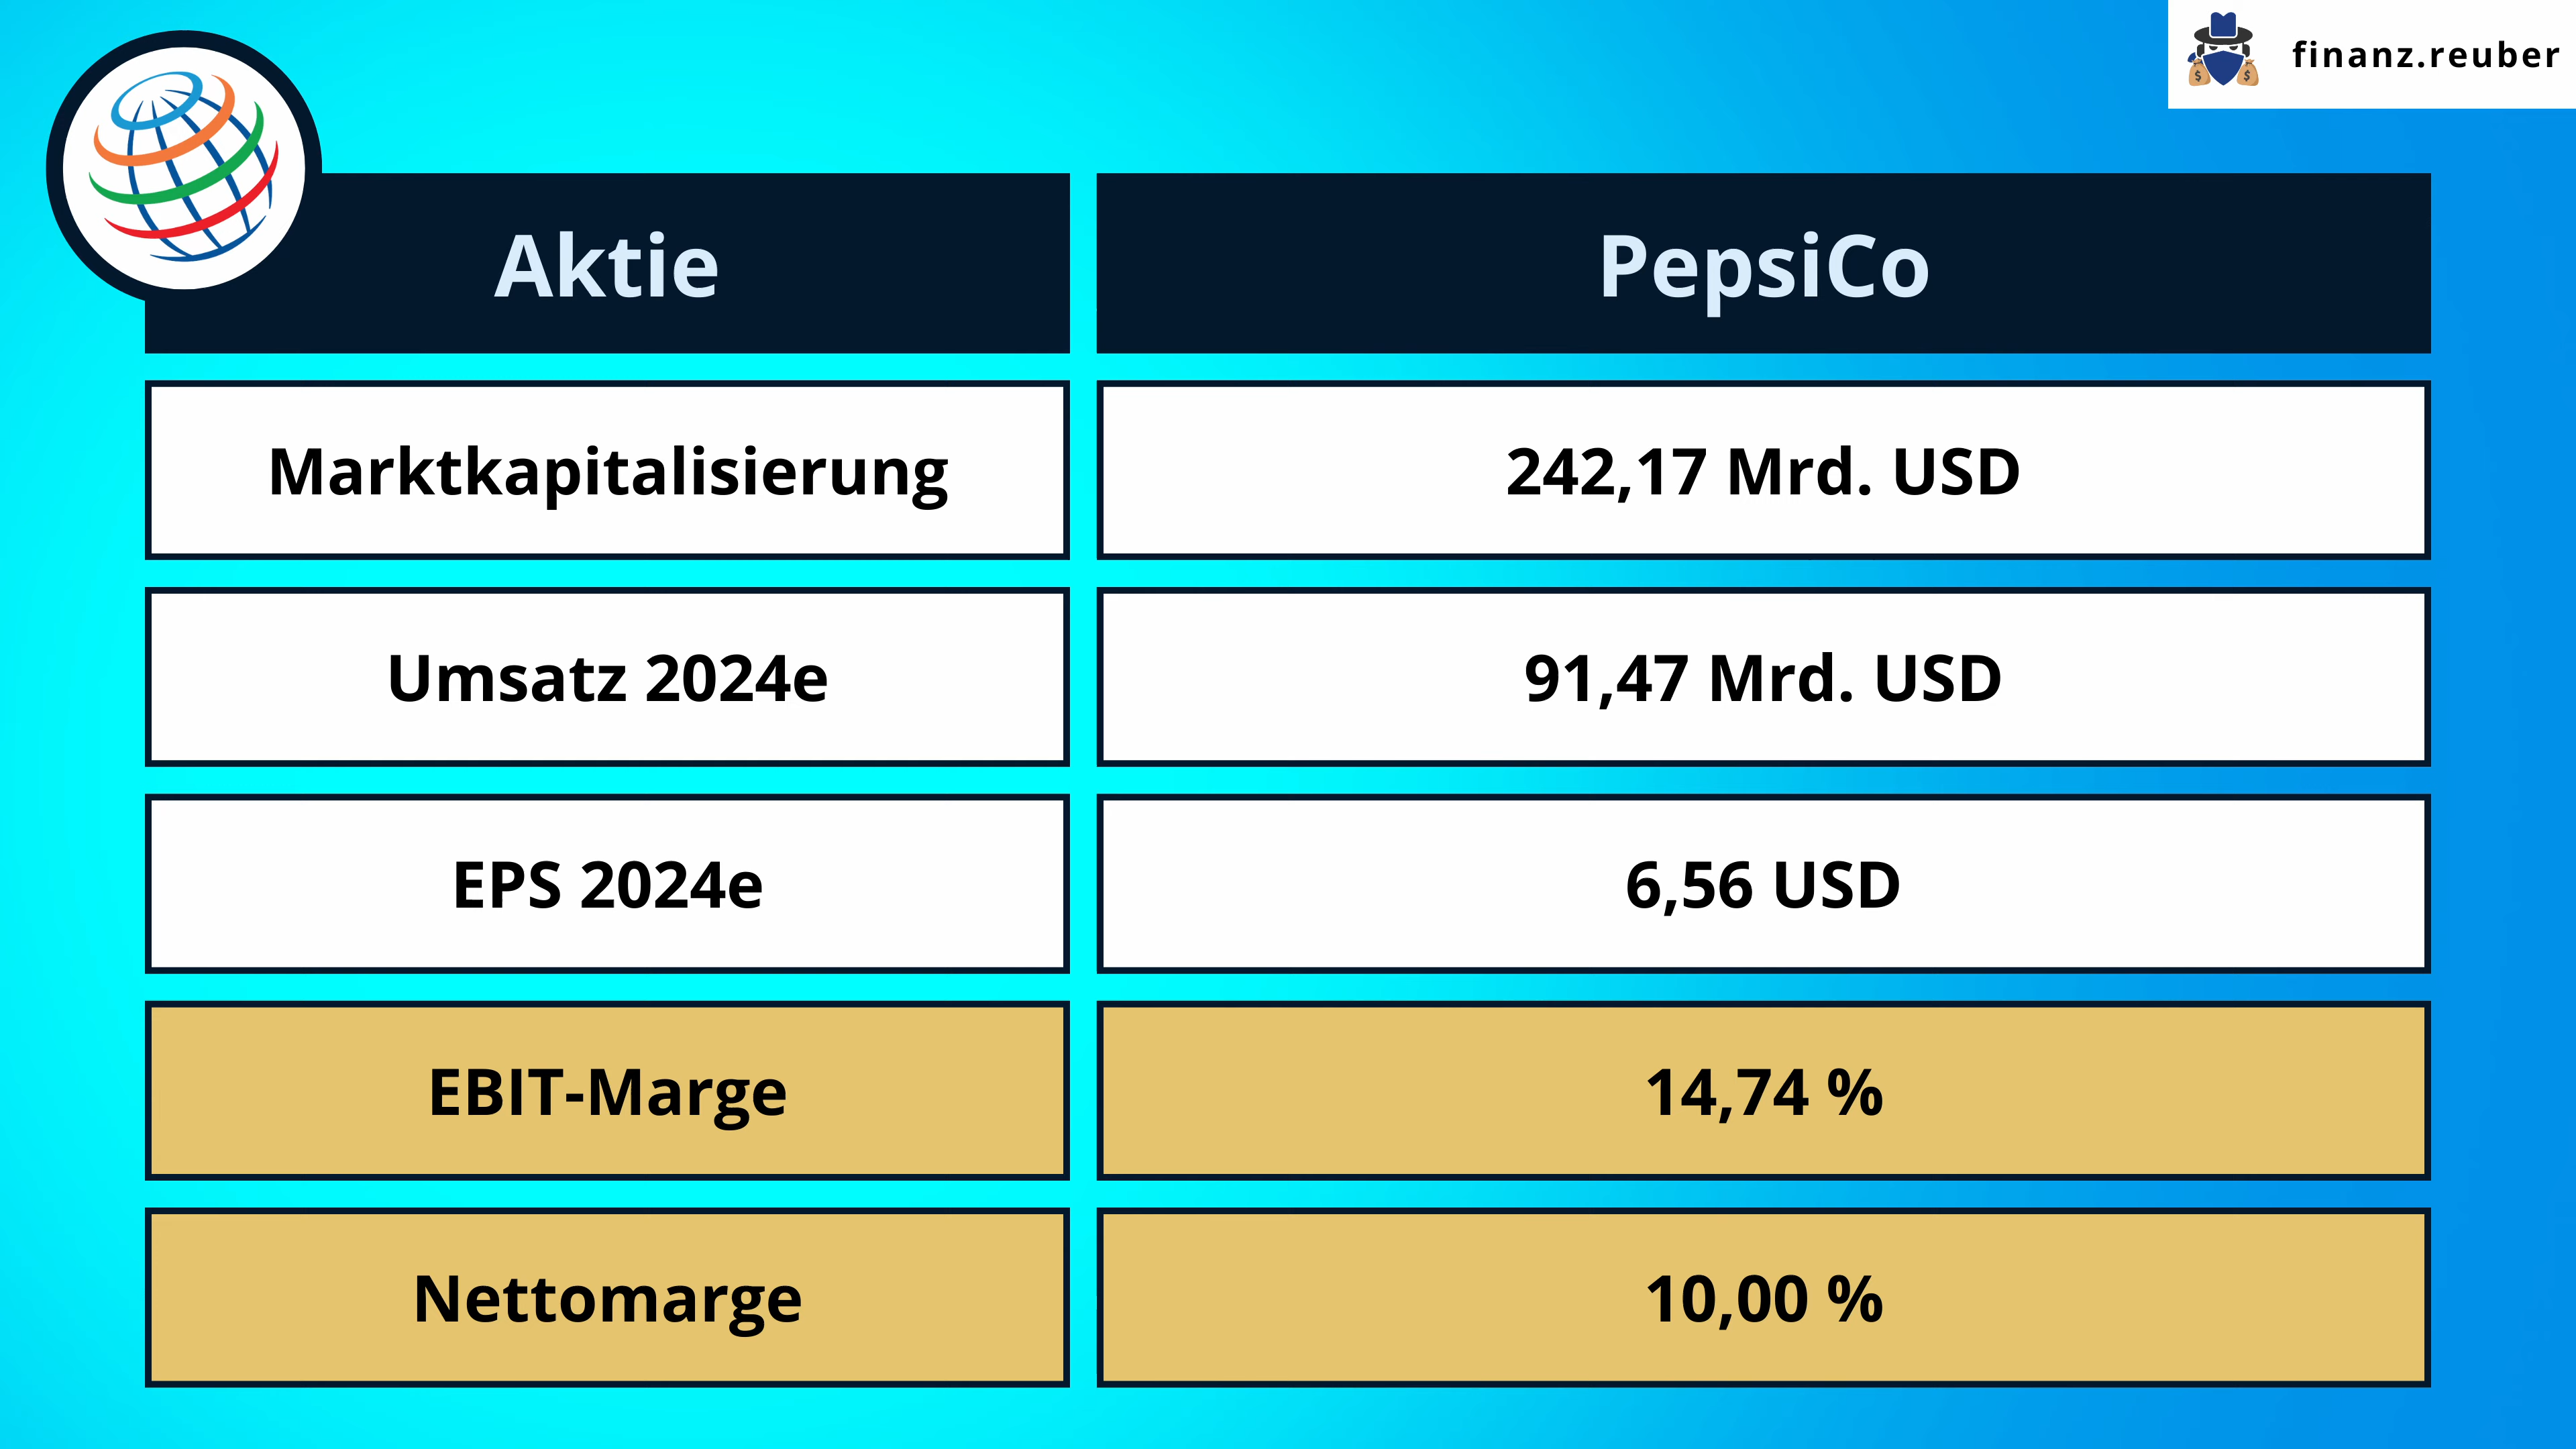 finanz.reuber
Aktie
PepsiCo
Marktkapitalisierung
242,17 Mrd. USD
Umsatz 2024e
91,47 Mrd. USD
EPS 2024e
6,56 USD
EBIT-Marge
14,74 %
Nettomarge
10,00 %